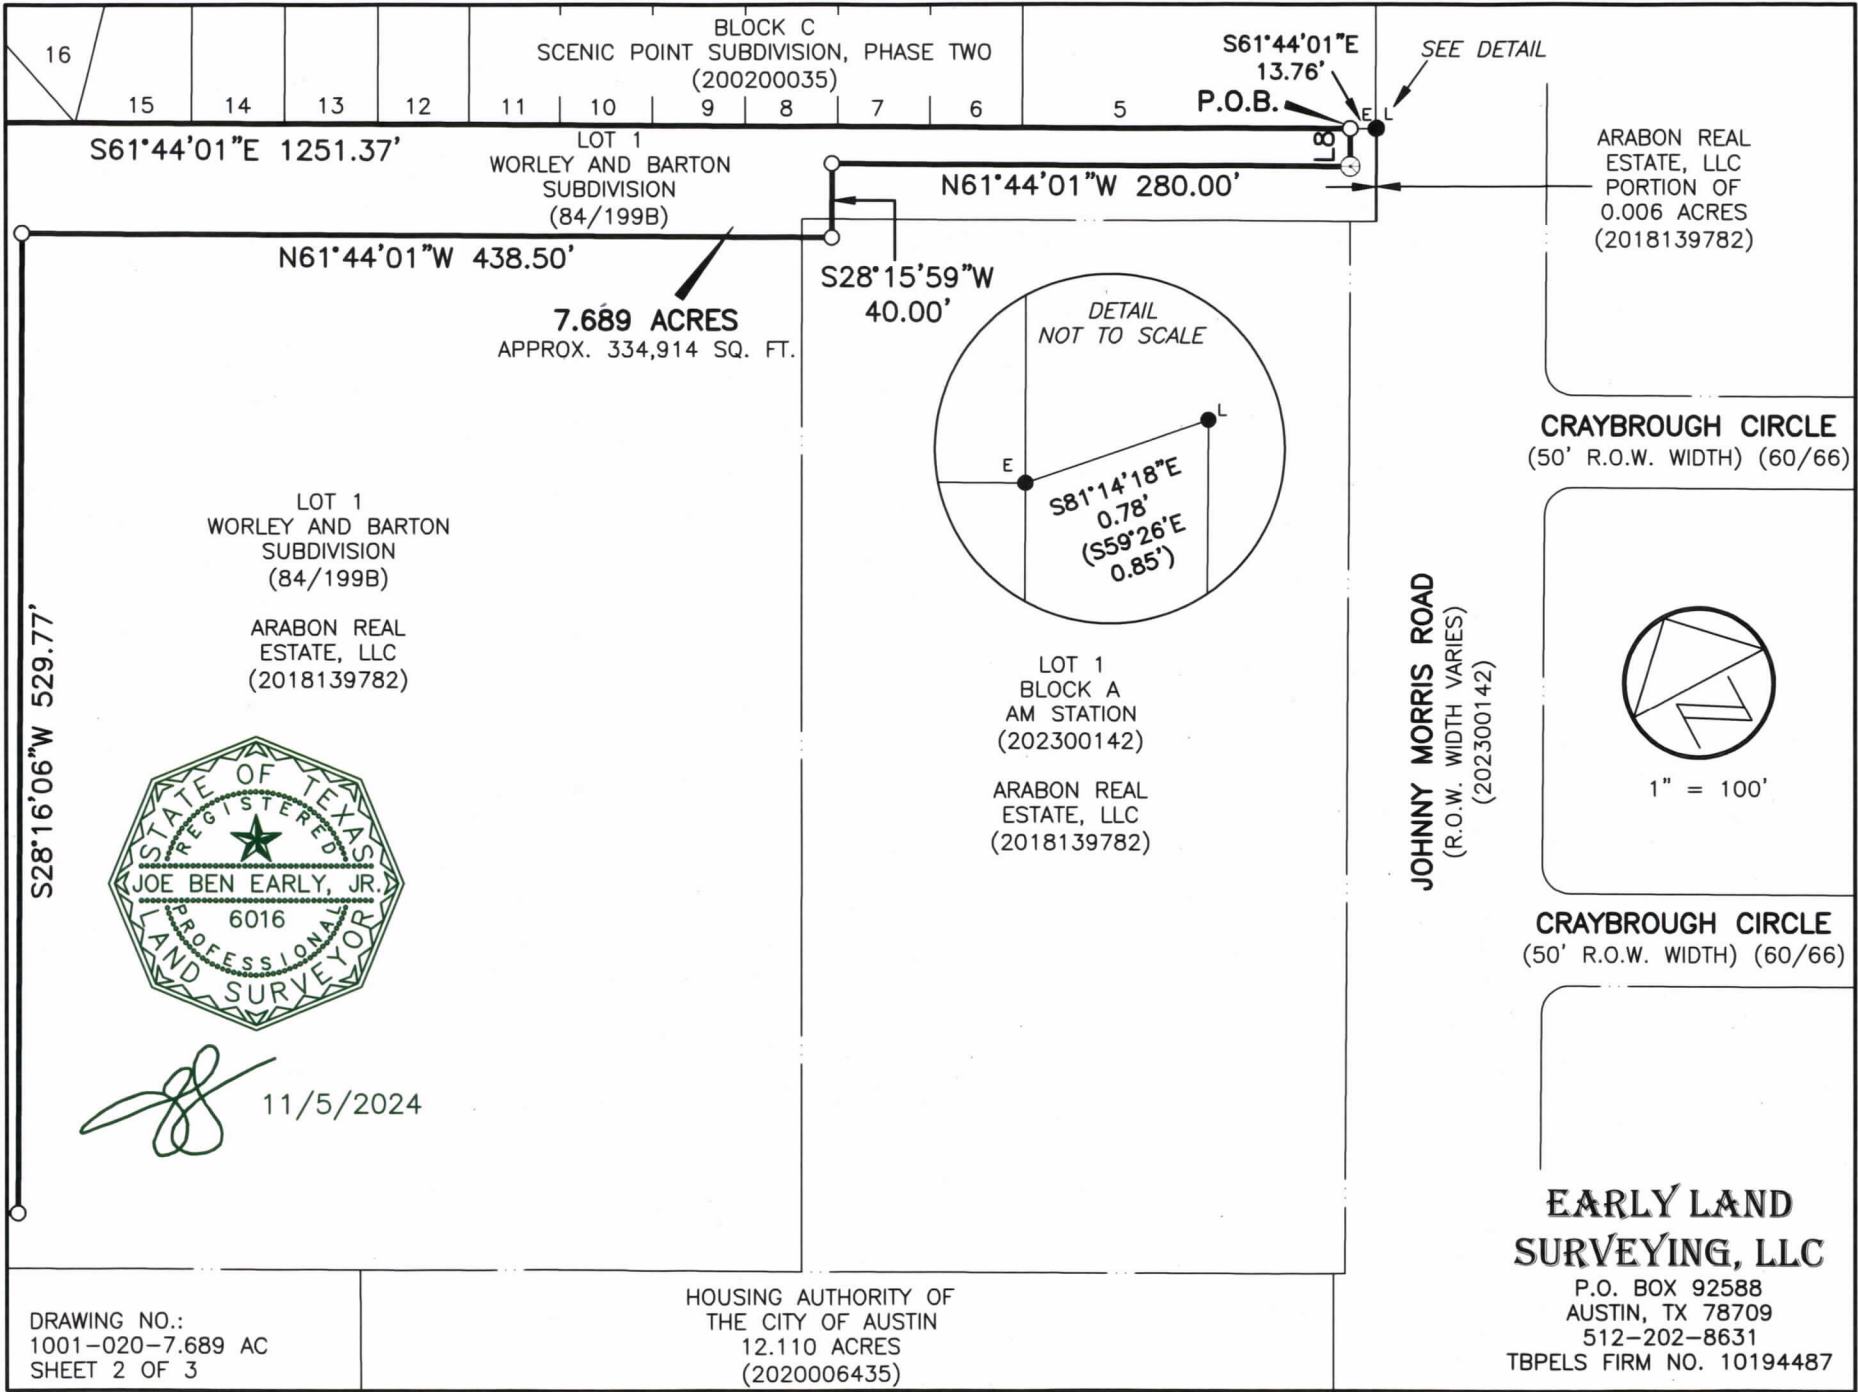 BLOCK C
SCENIC POINT SUBDIVISION, PHASE TWO
(200200035)
16
15
14
13
12
11
10
9
8
7
6
5
S61°44'01"E
13.76'
SEE DETAIL
P.O.B.
E
L
L8
S61°44'01"E 1251.37'
LOT 1
WORLEY AND BARTON
SUBDIVISION
(84/199B)
N61°44'01"W 280.00'
ARABON REAL
ESTATE, LLC
PORTION OF
0.006 ACRES
(2018139782)
N61°44'01"W 438.50'
S28°15'59"W
40.00'
7.689 ACRES
APPROX. 334,914 SQ. FT.
DETAIL
NOT TO SCALE
L
E
S81°14'18"E
0.78'
(S59°26'E
0.85')
CRAYBROUGH CIRCLE
(50' R.O.W. WIDTH) (60/66)
LOT 1
WORLEY AND BARTON
SUBDIVISION
(84/199B)
ARABON REAL
ESTATE, LLC
(2018139782)
S28°16'06"W 529.77'
LOT 1
BLOCK A
AM STATION
(202300142)
ARABON REAL
ESTATE, LLC
(2018139782)
JOHNNY MORRIS ROAD
(R.O.W. WIDTH VARIES)
(202300142)
N
1" = 100'
STATE OF TEXAS
REGISTERED
JOE BEN EARLY, JR.
6016
PROFESSIONAL
LAND SURVEYOR
11/5/2024
CRAYBROUGH CIRCLE
(50' R.O.W. WIDTH) (60/66)
EARLY LAND
SURVEYING, LLC
P.O. BOX 92588
AUSTIN, TX 78709
512-202-8631
TBPELS FIRM NO. 10194487
DRAWING NO.:
1001-020-7.689 AC
SHEET 2 OF 3
HOUSING AUTHORITY OF
THE CITY OF AUSTIN
12.110 ACRES
(2020006435)